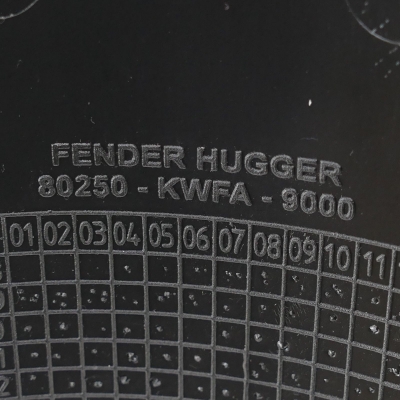 FENDER HUGGER
80250 - KWFA - 9000
01 02 03 04 05 06 07 08 09 10 11